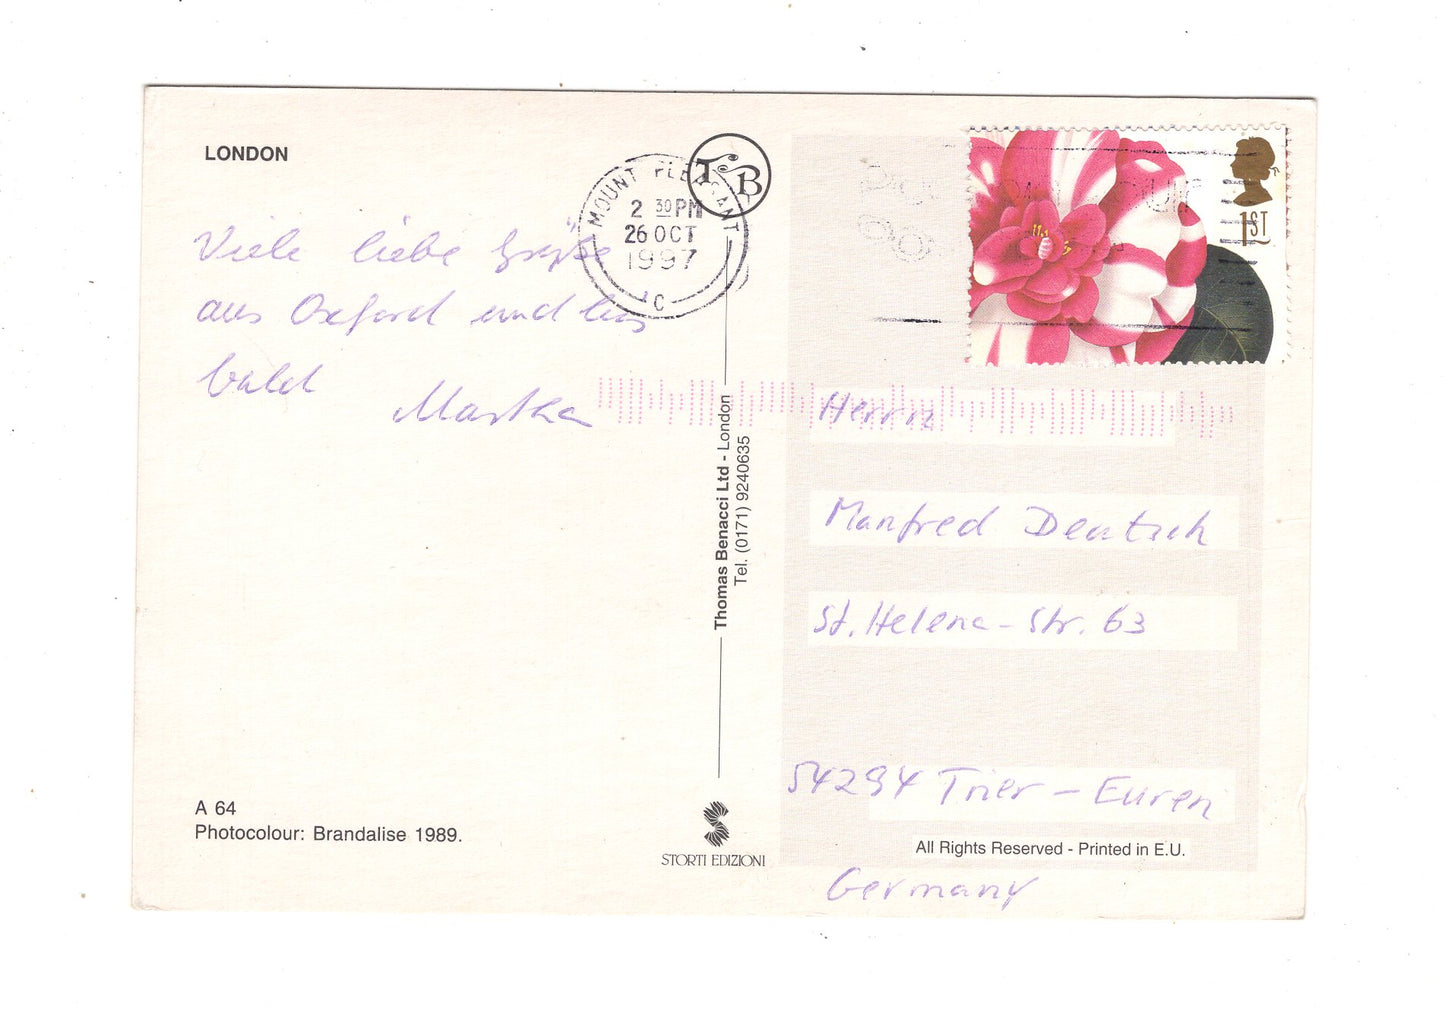 LONDON
TB
MOUNT PLEASANT
2 30 PM
26 OCT
1997
C
1ST
Viele liebe Grüße
aus Oxford und bis
bald
Martha
Thomas Benacci Ltd - London
Tel. (0171) 9240635
Herrn
Manfred Deutsch
St. Helena-Str. 63
54294 Trier - Euren
Germany
A 64
Photocolour: Brandalise 1989.
STORTI EDIZIONI
All Rights Reserved - Printed in E.U.